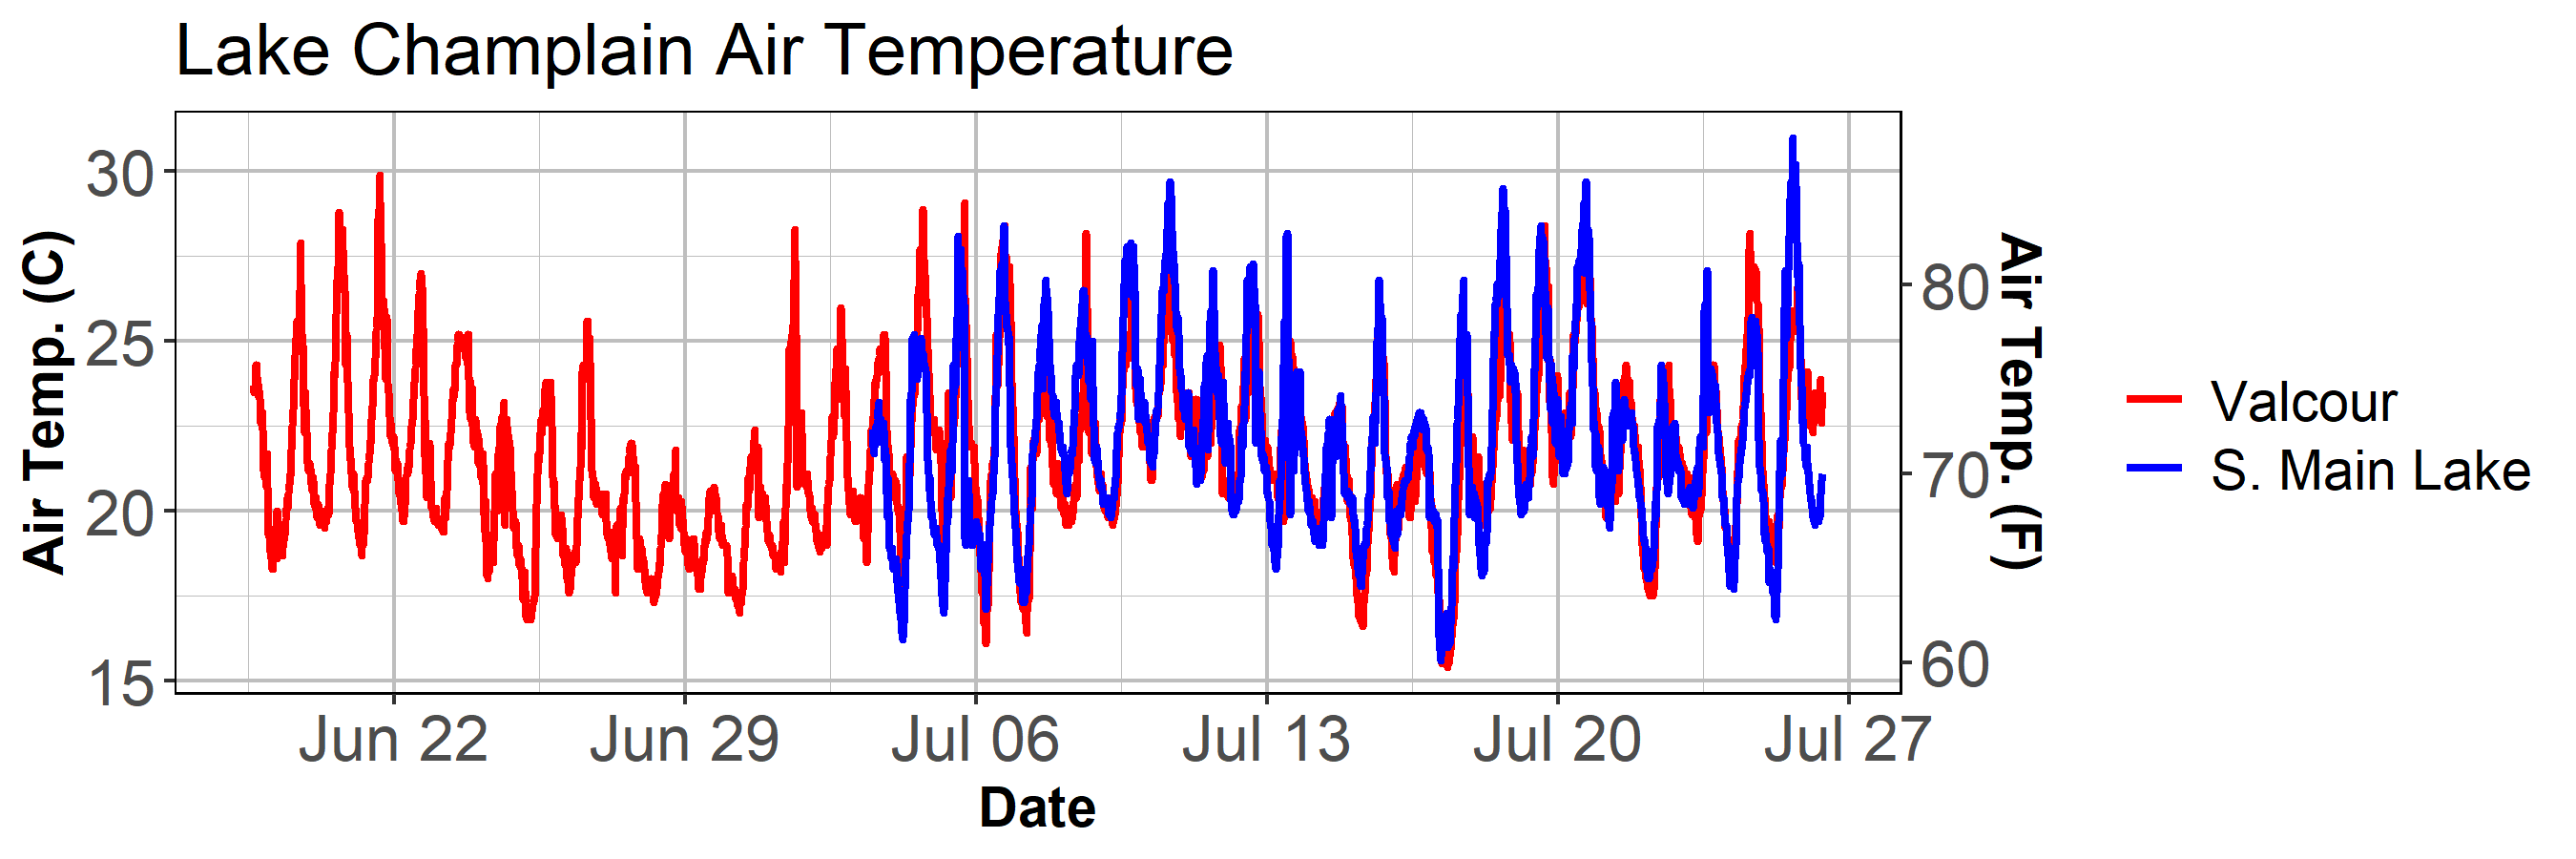 Lake Champlain Air Temperature
Air Temp. (C)
30
25
20
15
80
70
60
Air Temp. (F)
Jun 22
Jun 29
Jul 06
Jul 13
Jul 20
Jul 27
Date
Valcour
S. Main Lake